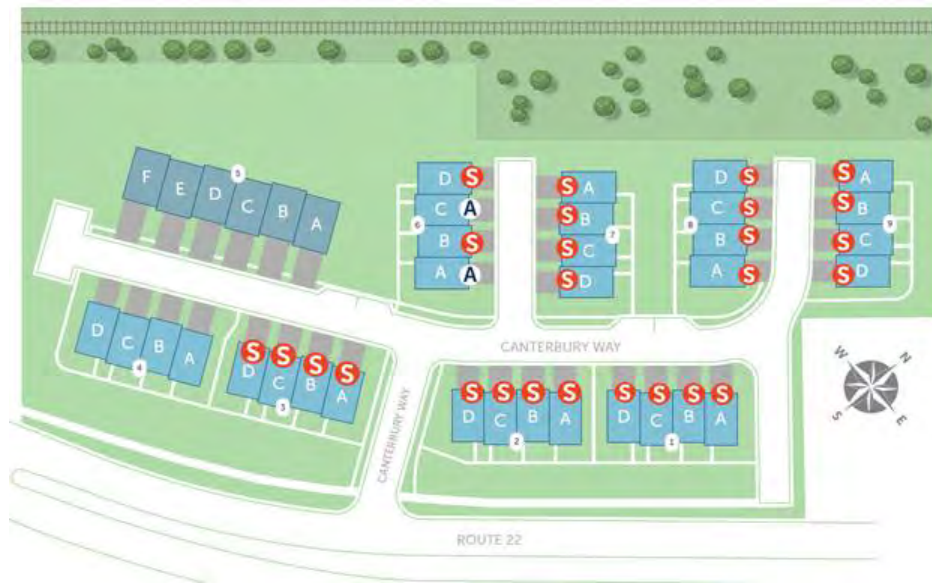 F E D 5 C B A
D S
C A
6
B S
A A
S A
S B
7
S C
S D
D S
C S
8
B S
A S
S A
S B
9
S C
S D
D C B A
4
S S S S
D C B A
3
CANTERBURY WAY
CANTERBURY WAY
S S S S
D C B A
2
S S S S
D C B A
1
W N
S E
ROUTE 22